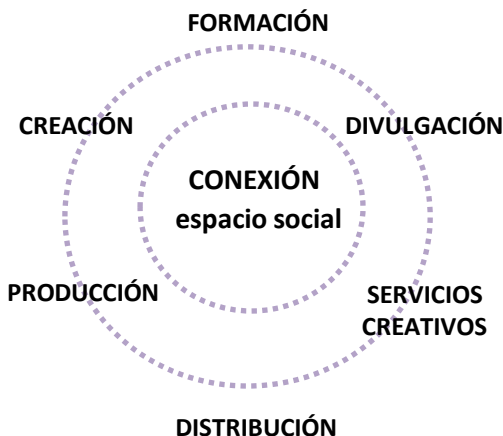 FORMACIÓN
CREACIÓN
DIVULGACIÓN
CONEXIÓN
espacio social
PRODUCCIÓN
SERVICIOS
CREATIVOS
DISTRIBUCIÓN